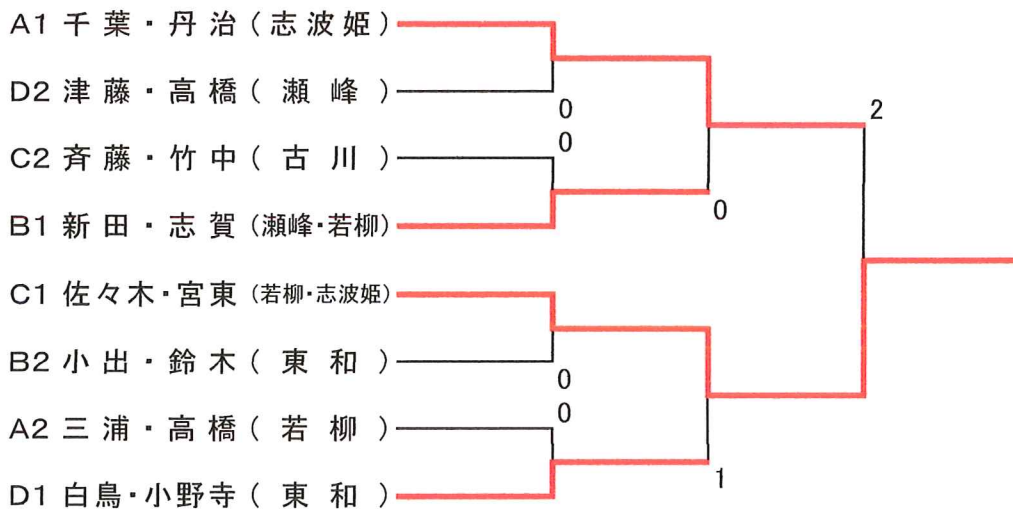 A1 千葉・丹治(志波姫)
D2 津藤・高橋(瀬峰)
0
2
C2 斉藤・竹中(古川)
0
B1 新田・志賀(瀬峰・若柳)
0
C1 佐々木・宮東(若柳・志波姫)
B2 小出・鈴木(東和)
0
A2 三浦・高橋(若柳)
0
D1 白鳥・小野寺(東和)
1